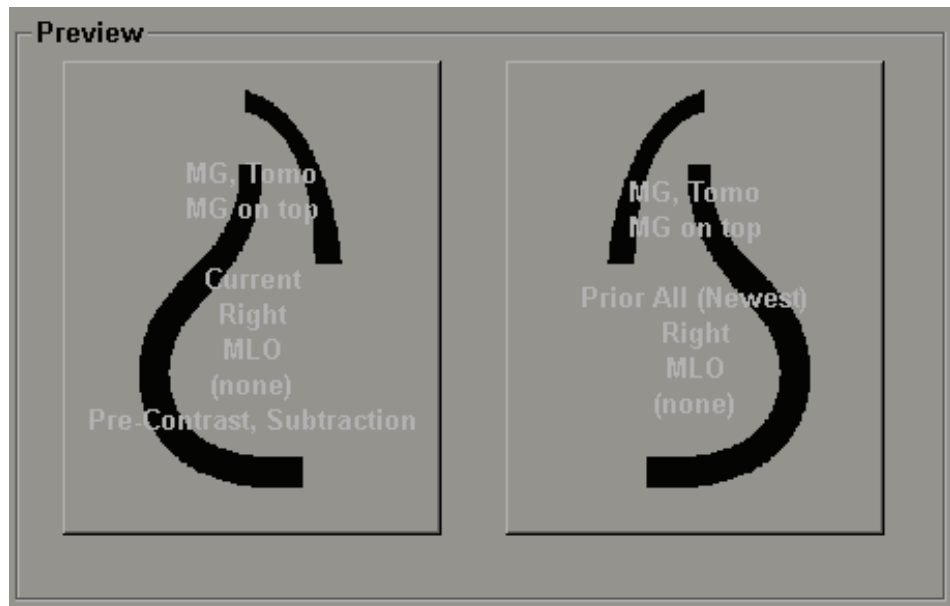 Preview
MG, Tomo
MG on top
Current
Right
MLO
(none)
Pre-Contrast, Subtraction
MG, Tomo
MG on top
Prior All (Newest)
Right
MLO
(none)